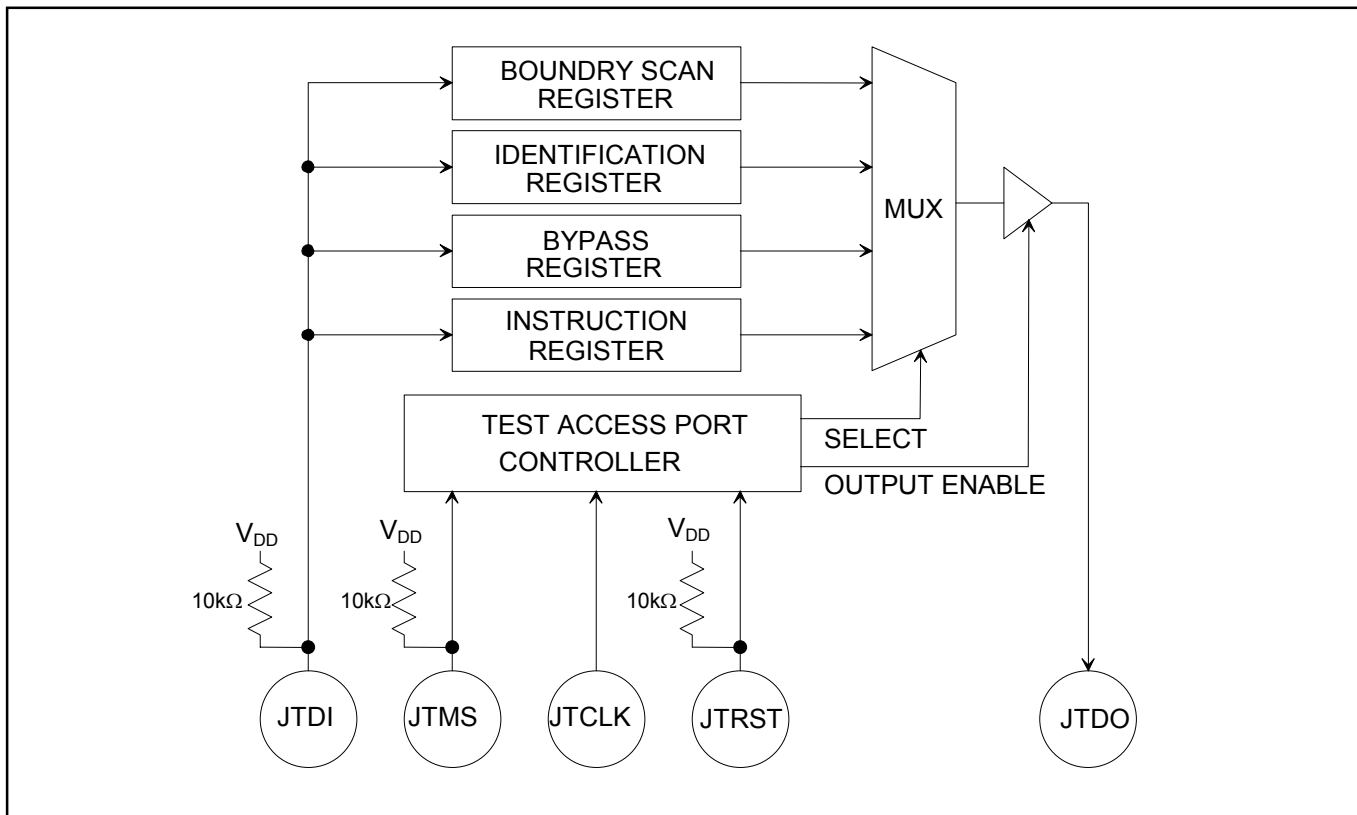 BOUNDRY SCAN
REGISTER
IDENTIFICATION
REGISTER
BYPASS
REGISTER
INSTRUCTION
REGISTER
MUX
TEST ACCESS PORT
CONTROLLER
SELECT
OUTPUT ENABLE
VDD
10kΩ
VDD
10kΩ
VDD
10kΩ
JTDI
JTMS
JTCLK
JTRST
JTDO